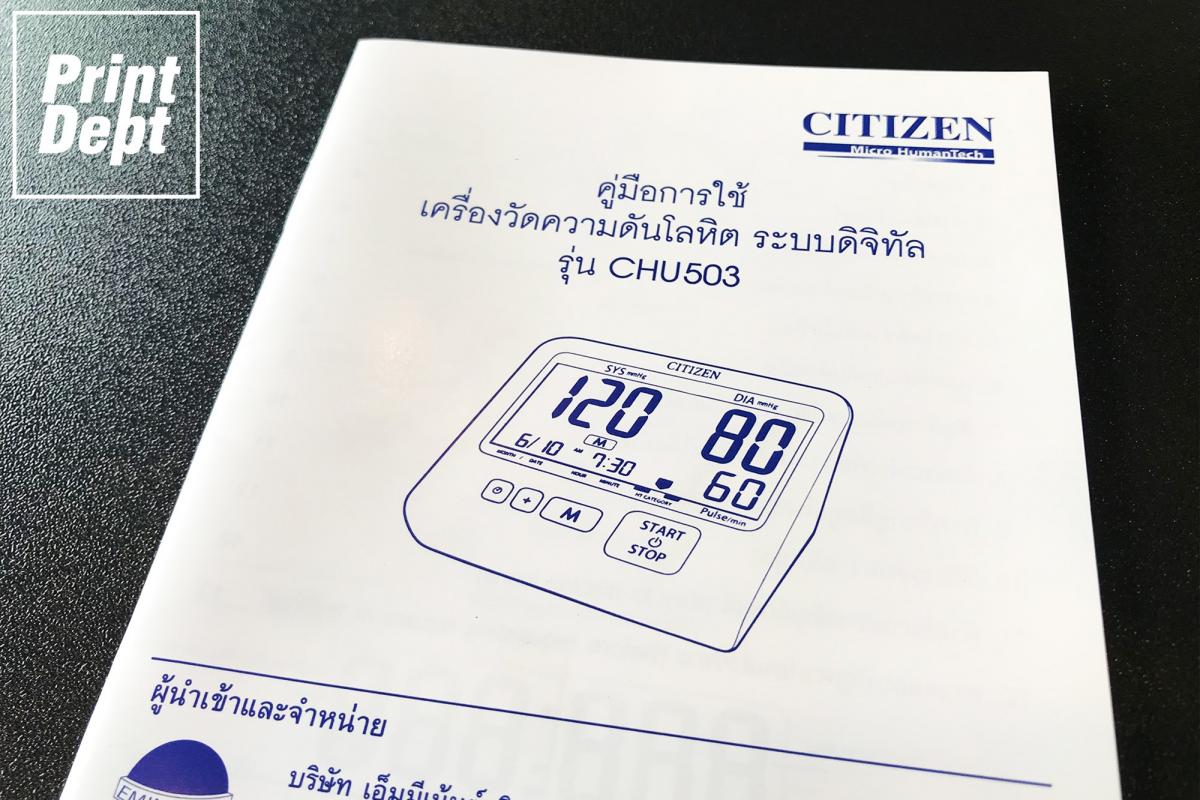 Print
Dept
CITIZEN
Micro HumanTech
คู่มือการใช้
เครื่องวัดความดันโลหิต ระบบดิจิทัล
รุ่น CHU503
CITIZEN
SYS mmHg
DIA mmHg
120
80
M
6/10 AM 7:30
60
MONTH / DATE HOUR MINUTE HT CATEGORY
Pulse/min
+ M
START
STOP
ผู้นำเข้าและจำหน่าย
บริษัท